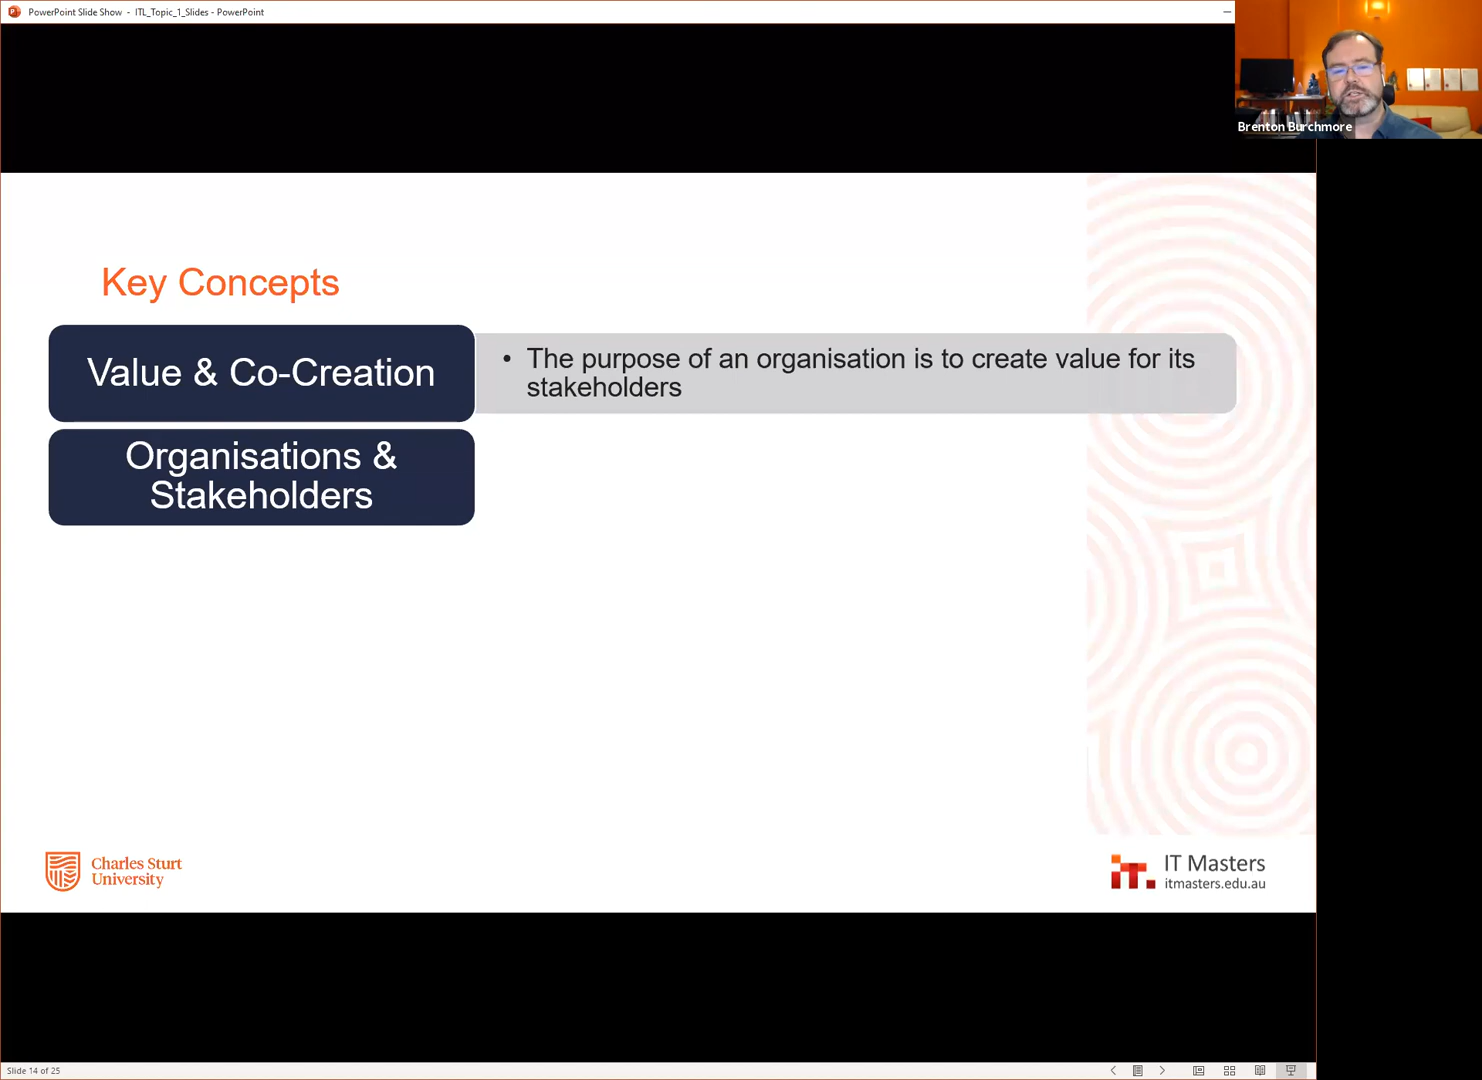 PowerPoint Slide Show - ITL_Topic_1_Slides - PowerPoint
Brenton Burchmore
Key Concepts
Value & Co-Creation
• The purpose of an organisation is to create value for its
stakeholders
Organisations &
Stakeholders
Charles Sturt
University
IT Masters
itmasters.edu.au
Slide 14 of 25